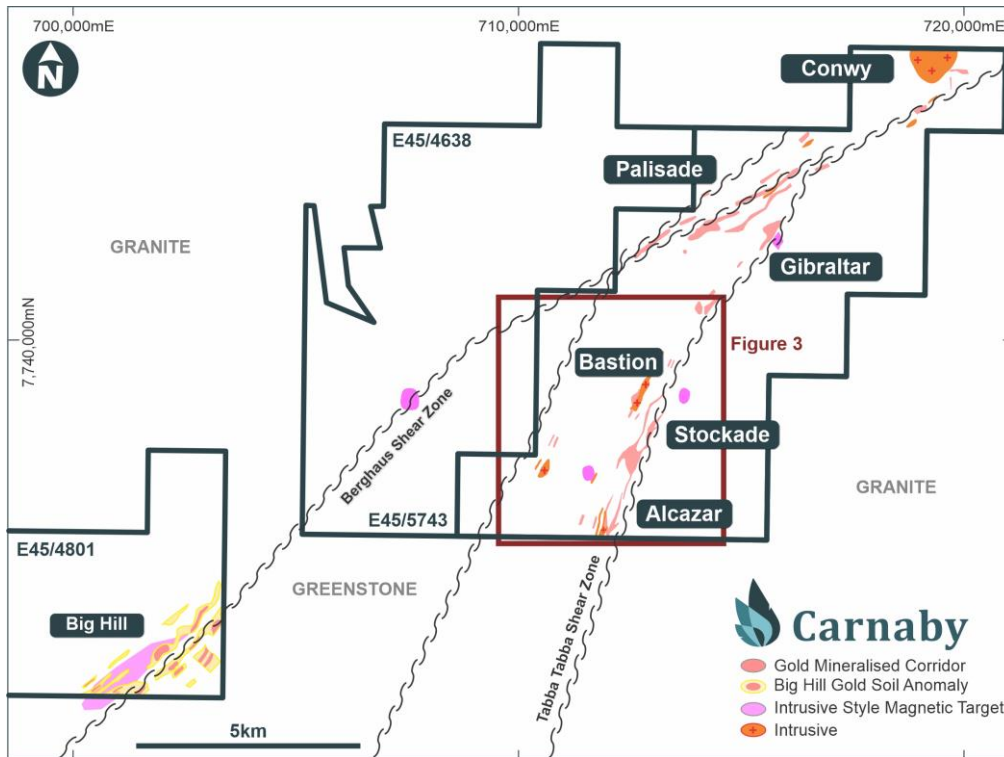 700,000mE
710,000mE
720,000mE
N
Conwy
E45/4638
Palisade
GRANITE
Gibraltar
7,740,000mN
Figure 3
Bastion
Berghaus Shear Zone
Stockade
GRANITE
Alcazar
E45/5743
E45/4801
GREENSTONE
Tabba Tabba Shear Zone
Big Hill
5km
Carnaby
Gold Mineralised Corridor
Big Hill Gold Soil Anomaly
Intrusive Style Magnetic Target
Intrusive